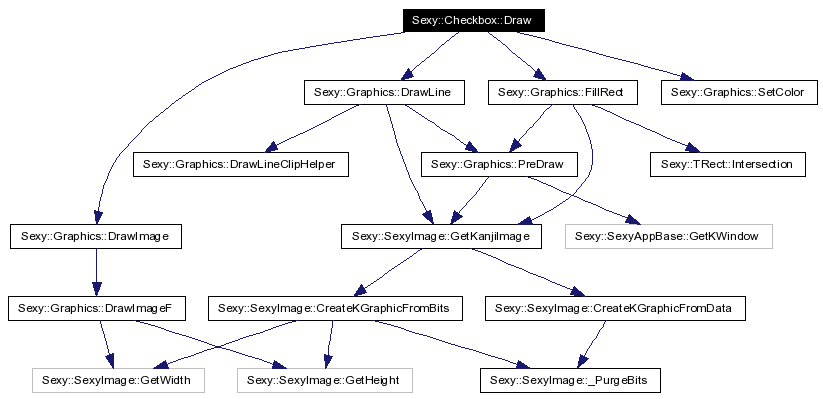 Sexy::Checkbox::Draw
Sexy::Graphics::DrawLine
Sexy::Graphics::FillRect
Sexy::Graphics::SetColor
Sexy::Graphics::DrawLineClipHelper
Sexy::Graphics::PreDraw
Sexy::TRect::Intersection
Sexy::Graphics::DrawImage
Sexy::SexyImage::GetKanjiImage
Sexy::SexyAppBase::GetKWindow
Sexy::Graphics::DrawImageF
Sexy::SexyImage::CreateKGraphicFromBits
Sexy::SexyImage::CreateKGraphicFromData
Sexy::SexyImage::GetWidth
Sexy::SexyImage::GetHeight
Sexy::SexyImage::_PurgeBits